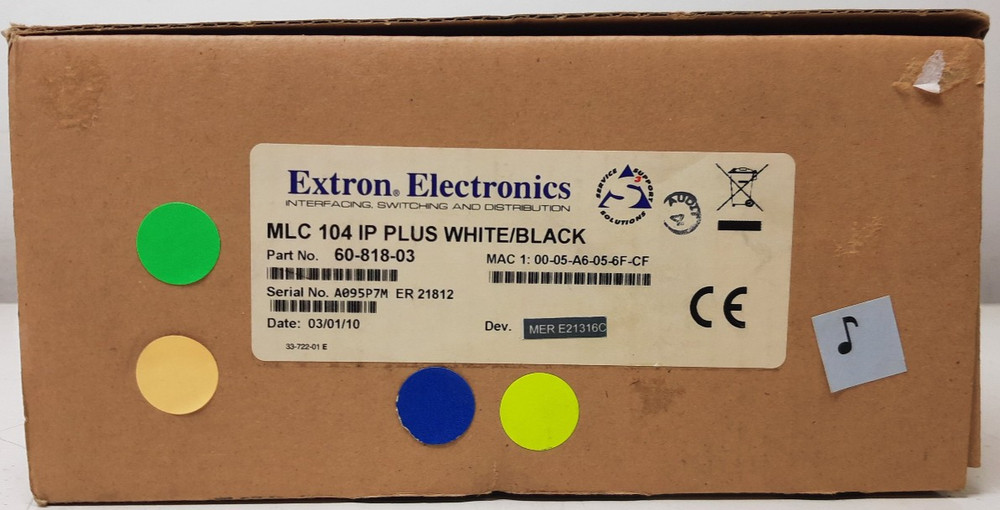 Extron® Electronics
INTERFACING, SWITCHING AND DISTRIBUTION
SERVICE SUPPORT SOLUTIONS
S3
AUDIT
MLC 104 IP PLUS WHITE/BLACK
Part No. 60-818-03
MAC 1: 00-05-A6-05-6F-CF
Serial No. A095P7M ER 21812
Date: 03/01/10
Dev. MER E21316C
CE
33-722-01 E